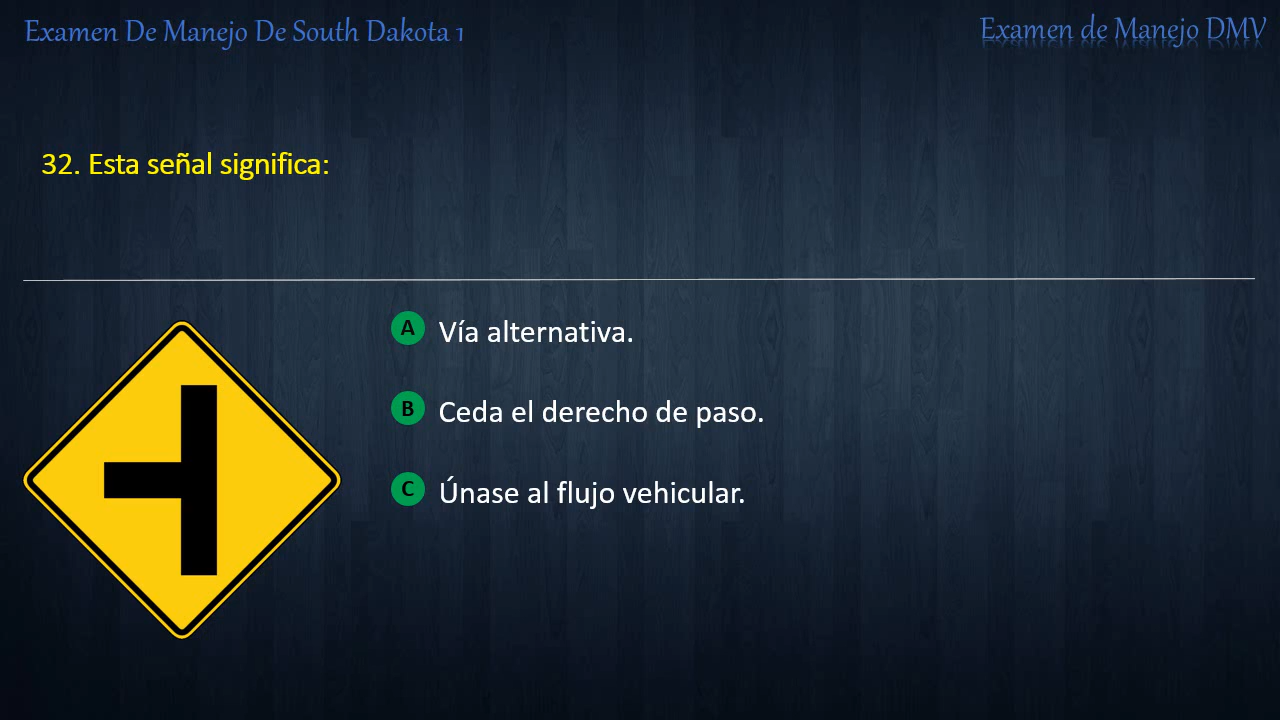 Examen De Manejo De South Dakota 1
Examen de Manejo DMV
32. Esta señal significa:
A Vía alternativa.
B Ceda el derecho de paso.
C Únase al flujo vehicular.